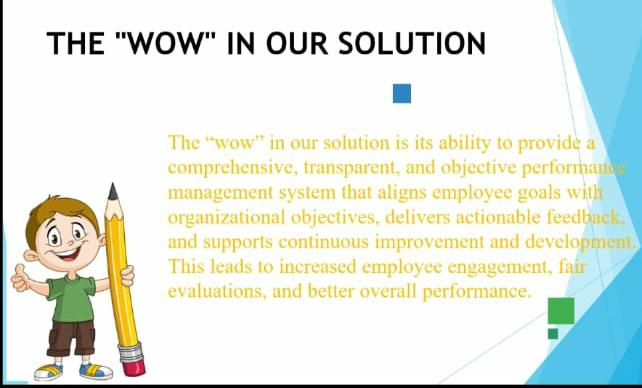 THE "WOW" IN OUR SOLUTION
The “wow” in our solution is its ability to provide a
comprehensive, transparent, and objective performance
management system that aligns employee goals with
organizational objectives, delivers actionable feedback,
and supports continuous improvement and development.
This leads to increased employee engagement, fair
evaluations, and better overall performance.